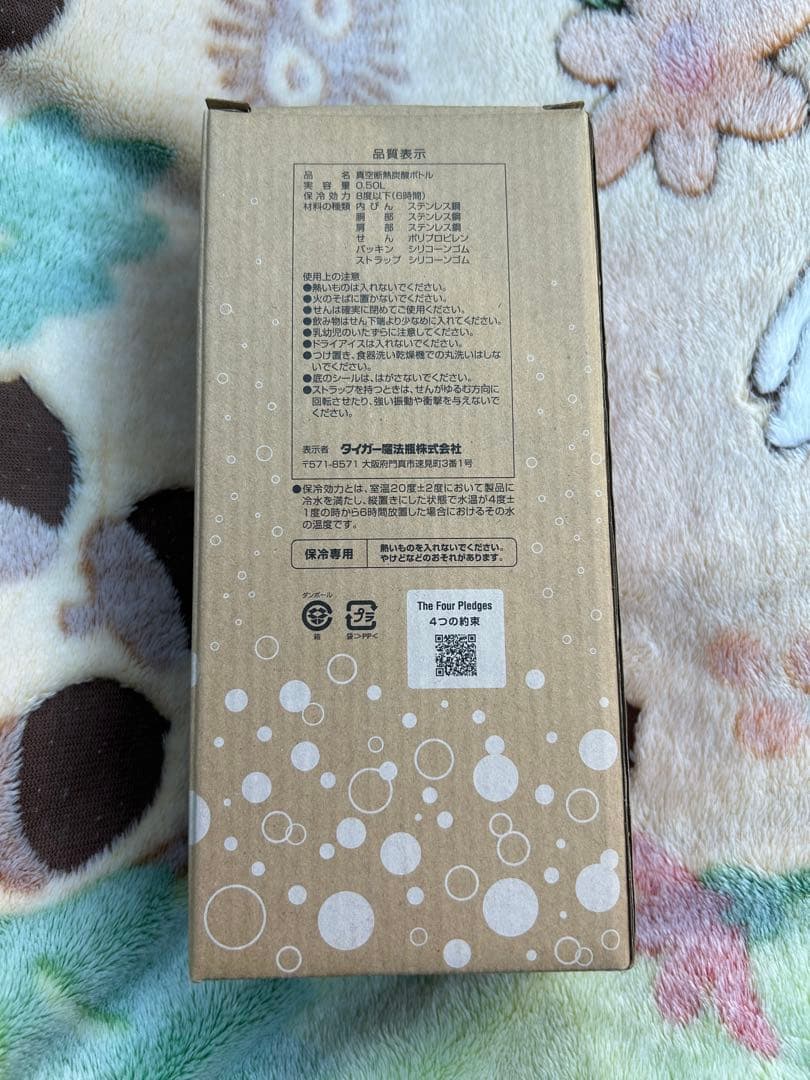 品質表示
品名 真空断熱炭酸ボトル
実容量 0.50L
保冷効力 8度以下(6時間)
材料の種類 内びん ステンレス鋼
胴部 ステンレス鋼
肩部 ステンレス鋼
せん ポリプロピレン
パッキン シリコーンゴム
ストラップ シリコーンゴム
使用上の注意
●熱いものは入れないでください。
●火のそばに置かないでください。
●せんは確実に閉めてご使用ください。
●飲み物はせん下端より少なめに入れてください。
●乳幼児のいたずらに注意してください。
●ドライアイスは入れないでください。
●つけ置き、食器洗い乾燥機での丸洗いはしな
いでください。
●底のシールは、はがさないでください。
●ストラップを持つときは、せんがゆるむ方向に
回転させたり、強い振動や衝撃を与えないで
ください。
表示者 タイガー魔法瓶株式会社
〒571-8571 大阪府門真市速見町3番1号
●保冷効力とは、室温20度±2度において製品に
冷水を満たし、縦置きにした状態で水温が4度±
1度の時から6時間放置した場合におけるその水
の温度です。
保冷専用 熱いものを入れないでください。
やけどなどのおそれがあります。
ダンボール
箱
プラ
袋>PP<
The Four Pledges
4つの約束